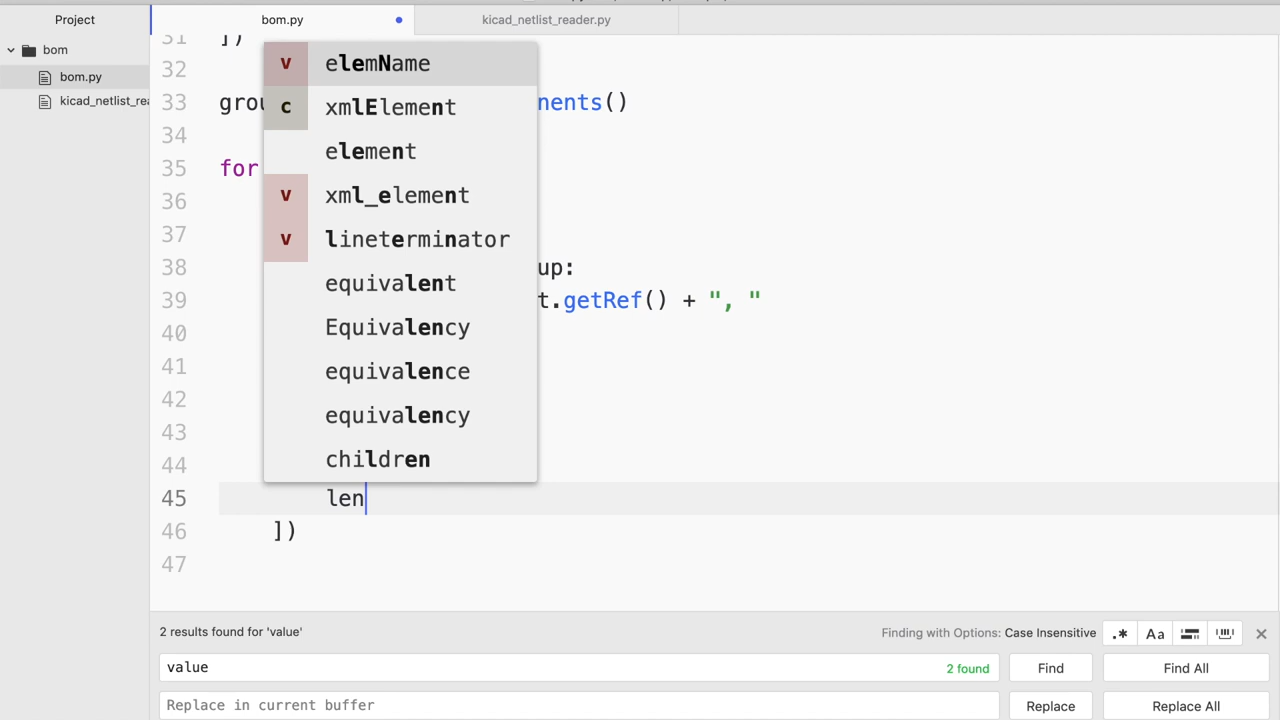 Project
bom.py
kicad_netlist_reader.py
bom
bom.py
kicad_netlist_rea
31 ])
32
33 grou nents()
34
35 for
36
37
38 up:
39 t.getRef() + ", "
40
41
42
43
44
45 len
46 ])
47
v elemName
c xmlElement
element
v xml_element
v lineterminator
equivalent
Equivalency
equivalence
equivalency
children
2 results found for 'value'
Finding with Options: Case Insensitive
.* Aa
value 2 found Find Find All
Replace in current buffer Replace Replace All